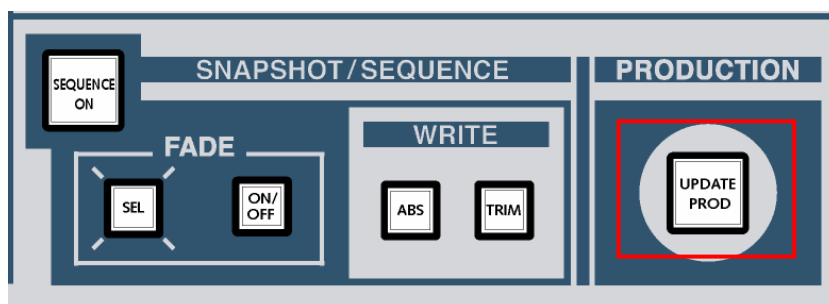 SNAPSHOT/SEQUENCE
PRODUCTION
SEQUENCE
ON
FADE
WRITE
SEL
ON/
OFF
ABS
TRIM
UPDATE
PROD